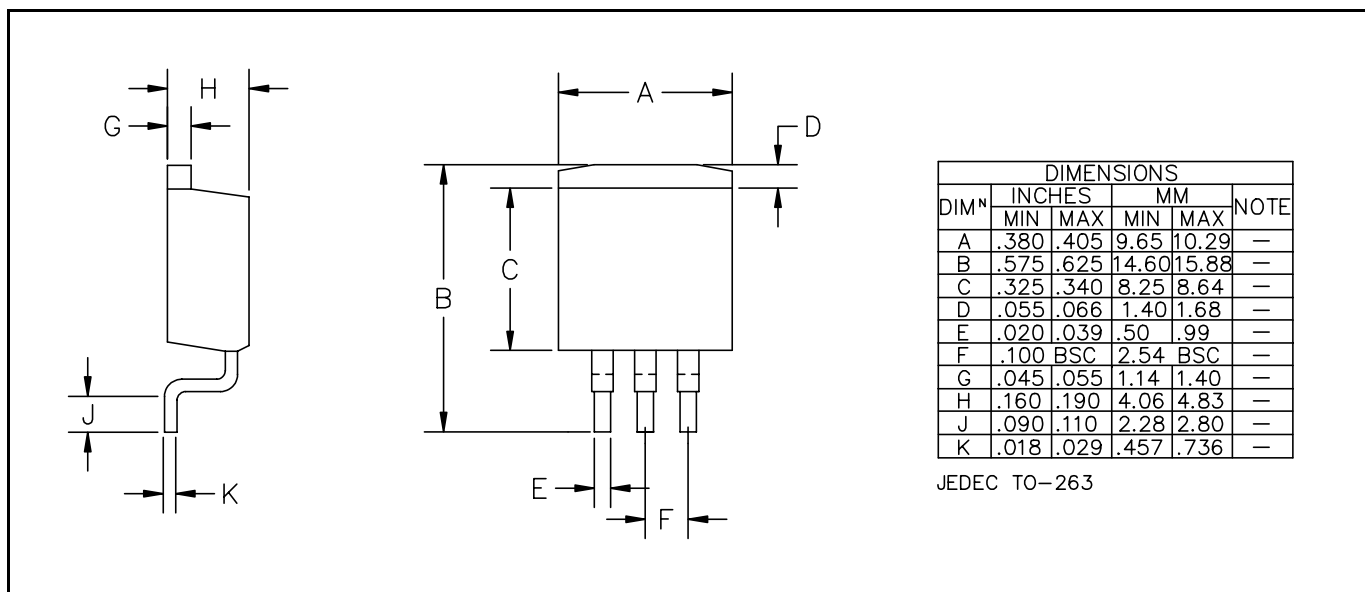 H
G
A
D
C
B
J
K
E
F
DIMENSIONS
DIMᴺ INCHES MM NOTE
MIN MAX MIN MAX
A .380 .405 9.65 10.29 —
B .575 .625 14.60 15.88 —
C .325 .340 8.25 8.64 —
D .055 .066 1.40 1.68 —
E .020 .039 .50 .99 —
F .100 BSC 2.54 BSC —
G .045 .055 1.14 1.40 —
H .160 .190 4.06 4.83 —
J .090 .110 2.28 2.80 —
K .018 .029 .457 .736 —
JEDEC TO-263